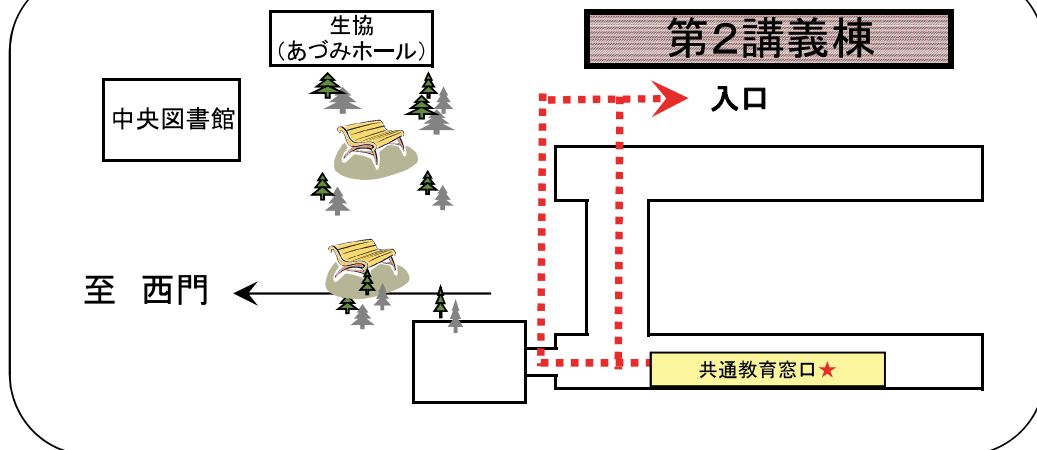 生協
(あづみホール)
第2講義棟
中央図書館
入口
至　西門
共通教育窓口★